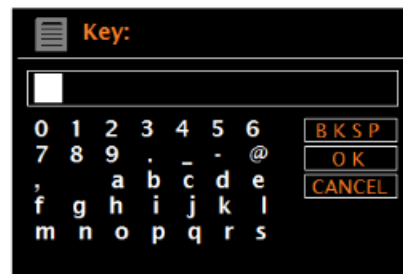 Key:
0 1 2 3 4 5 6
BKSP
7 8 9 . _ - @
OK
, a b c d e
CANCEL
f g h i j k l
m n o p q r s